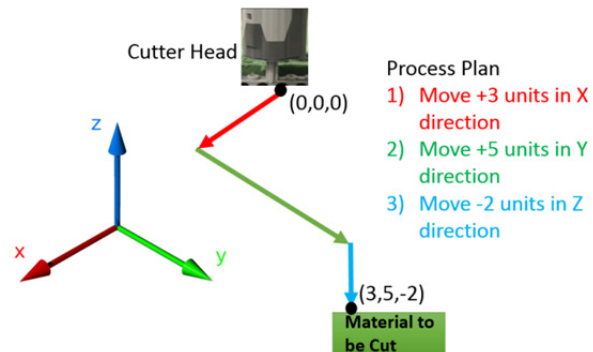 Cutter Head
(0,0,0)
Process Plan
1) Move +3 units in X
direction
2) Move +5 units in Y
direction
3) Move -2 units in Z
direction
z
x
y
(3,5,-2)
Material to
be Cut